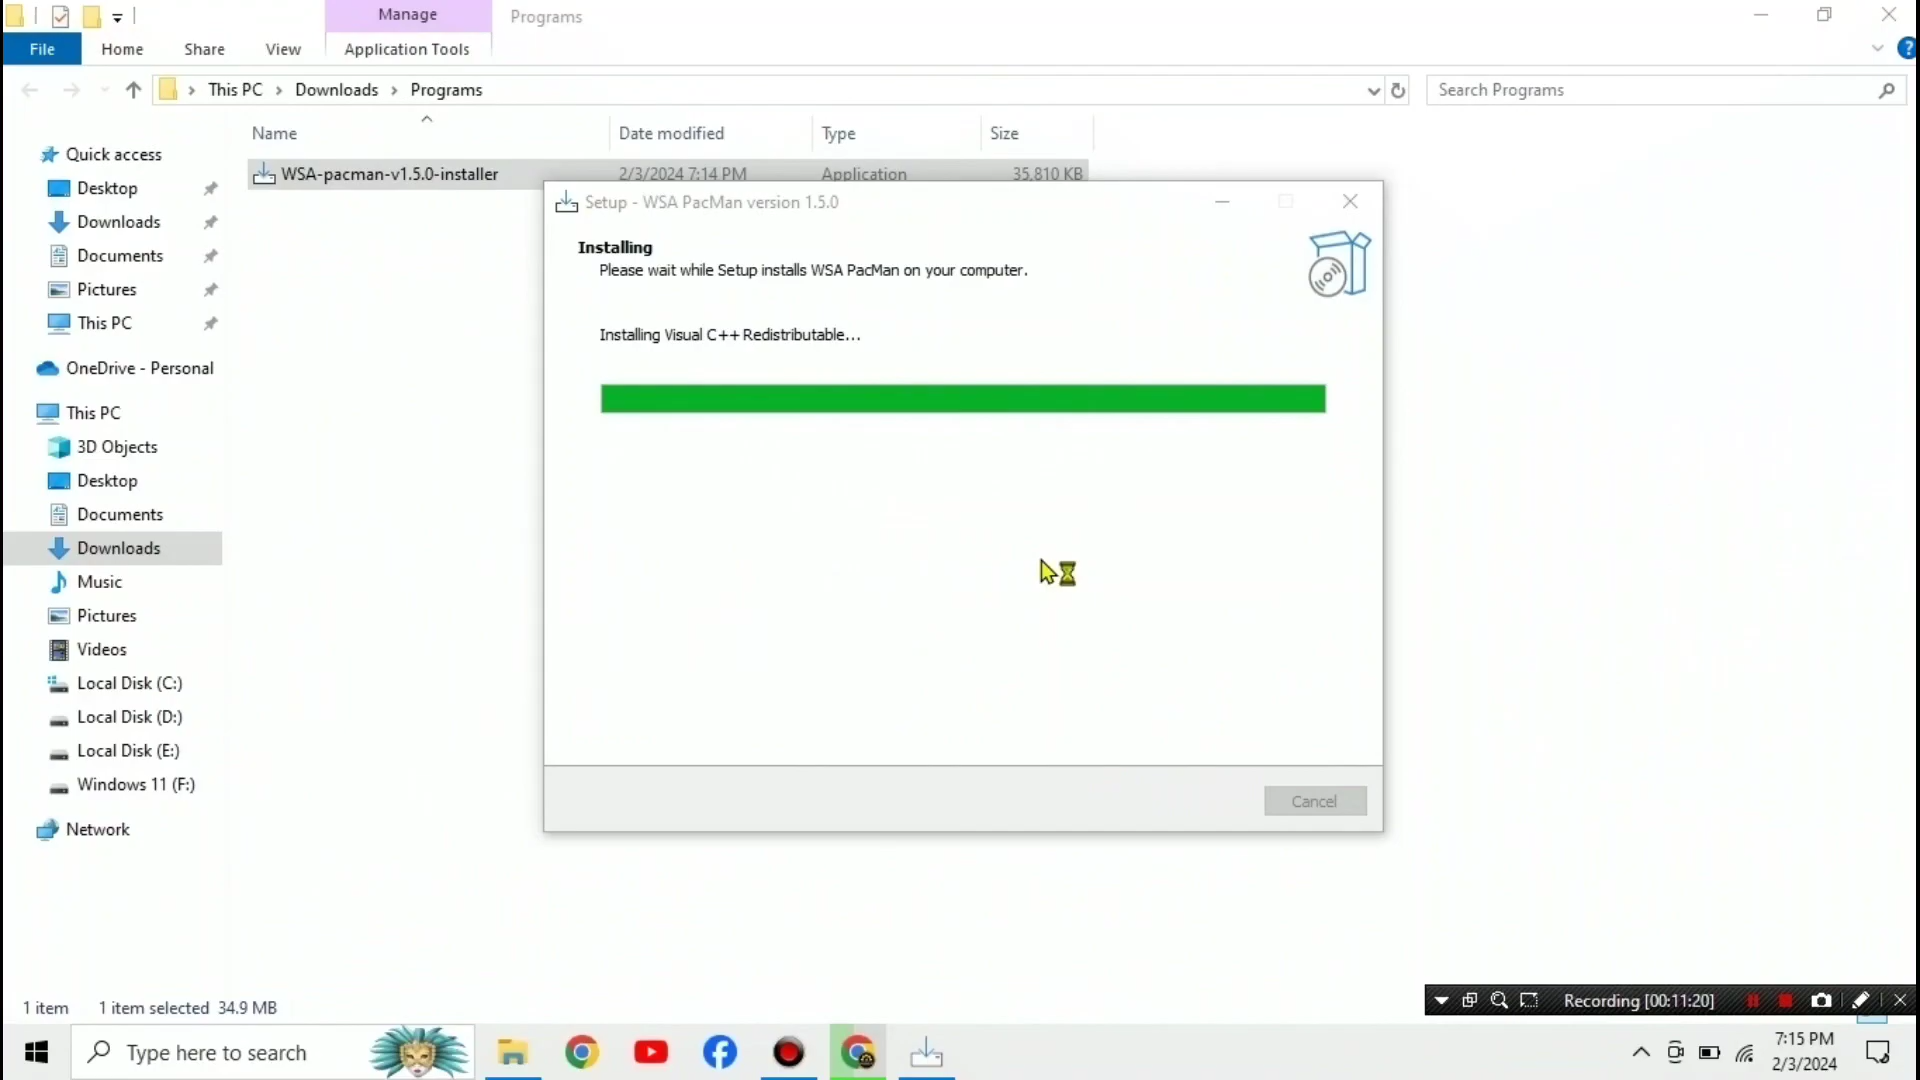 Manage
Programs
File
Home
Share
View
Application Tools
This PC
Downloads
Programs
Search Programs
Name
Date modified
Type
Size
WSA-pacman-v1.5.0-installer
2/3/2024 7:14 PM
Application
35,810 KB
Quick access
Desktop
Downloads
Documents
Pictures
This PC
OneDrive - Personal
This PC
3D Objects
Desktop
Documents
Downloads
Music
Pictures
Videos
Local Disk (C:)
Local Disk (D:)
Local Disk (E:)
Windows 11 (F:)
Network
Setup - WSA PacMan version 1.5.0
Installing
Please wait while Setup installs WSA PacMan on your computer.
Installing Visual C++ Redistributable...
Cancel
1 item
1 item selected 34.9 MB
Recording [00:11:20]
Type here to search
7:15 PM
2/3/2024